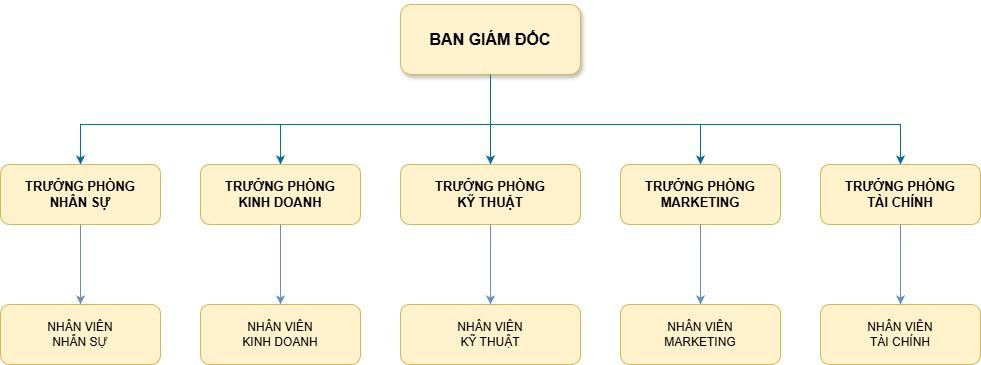 BAN GIÁM ĐỐC
TRƯỞNG PHÒNG
NHÂN SỰ
TRƯỞNG PHÒNG
KINH DOANH
TRƯỞNG PHÒNG
KỸ THUẬT
TRƯỞNG PHÒNG
MARKETING
TRƯỞNG PHÒNG
TÀI CHÍNH
NHÂN VIÊN
NHÂN SỰ
NHÂN VIÊN
KINH DOANH
NHÂN VIÊN
KỸ THUẬT
NHÂN VIÊN
MARKETING
NHÂN VIÊN
TÀI CHÍNH